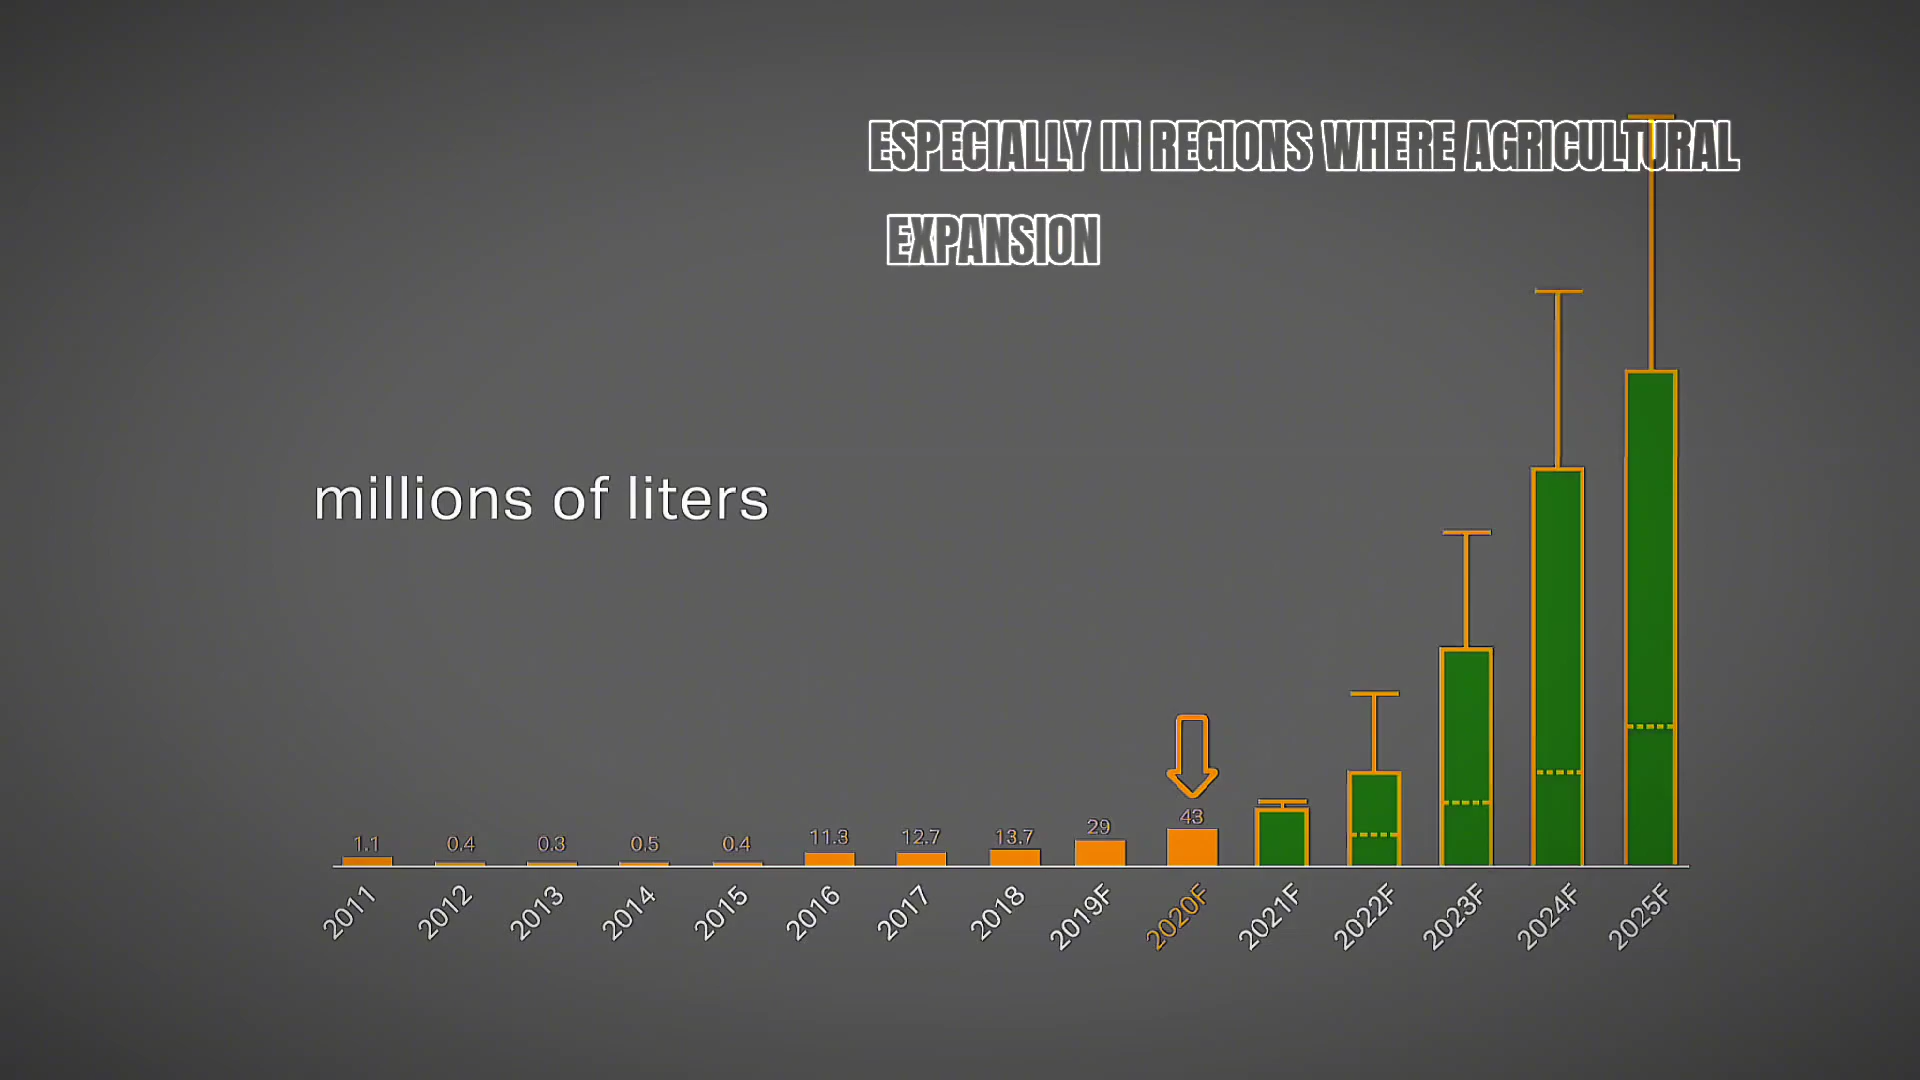 ESPECIALLY IN REGIONS WHERE AGRICULTURAL
EXPANSION
millions of liters
1.1 0.4 0.3 0.5 0.4 11.3 12.7 13.7 29 43
2011 2012 2013 2014 2015 2016 2017 2018 2019F 2020F 2021F 2022F 2023F 2024F 2025F